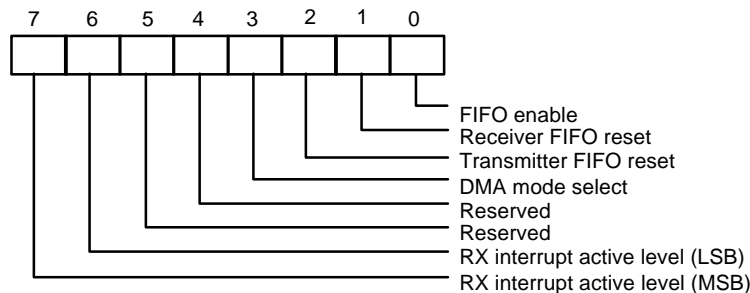 7 6 5 4 3 2 1 0
FIFO enable
Receiver FIFO reset
Transmitter FIFO reset
DMA mode select
Reserved
Reserved
RX interrupt active level (LSB)
RX interrupt active level (MSB)